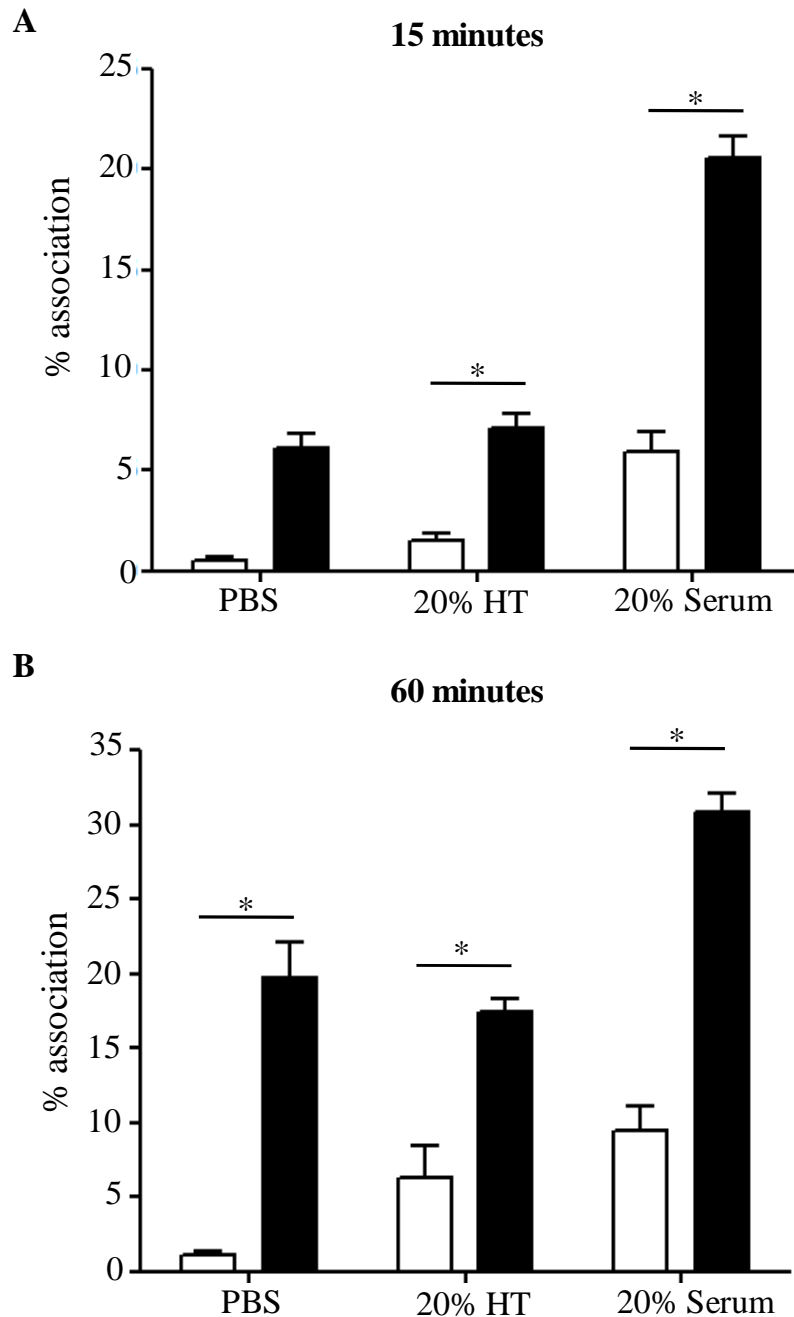 A
15 minutes
% association
25
20
15
10
5
0
*
*
PBS
20% HT
20% Serum
B
60 minutes
% association
35
30
25
20
15
10
5
0
*
*
*
PBS
20% HT
20% Serum